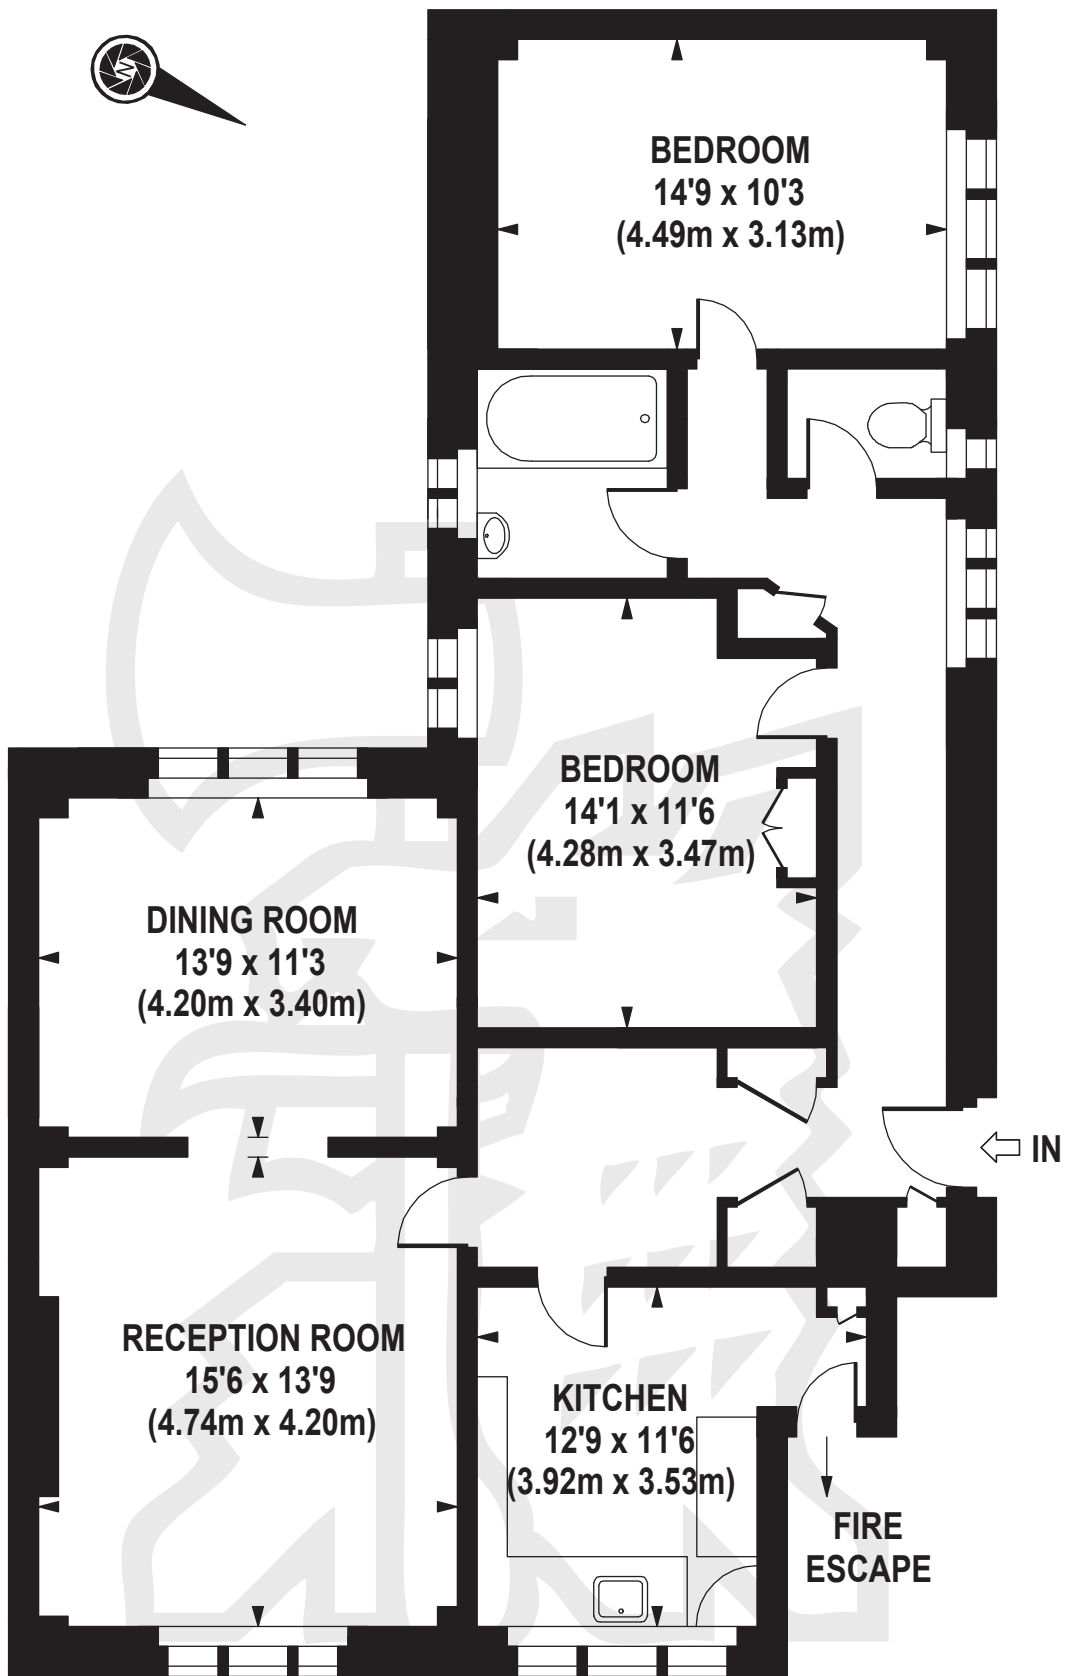 N
BEDROOM
14'9 x 10'3
(4.49m x 3.13m)
BEDROOM
14'1 x 11'6
(4.28m x 3.47m)
DINING ROOM
13'9 x 11'3
(4.20m x 3.40m)
IN
RECEPTION ROOM
15'6 x 13'9
(4.74m x 4.20m)
KITCHEN
12'9 x 11'6
(3.92m x 3.53m)
FIRE
ESCAPE